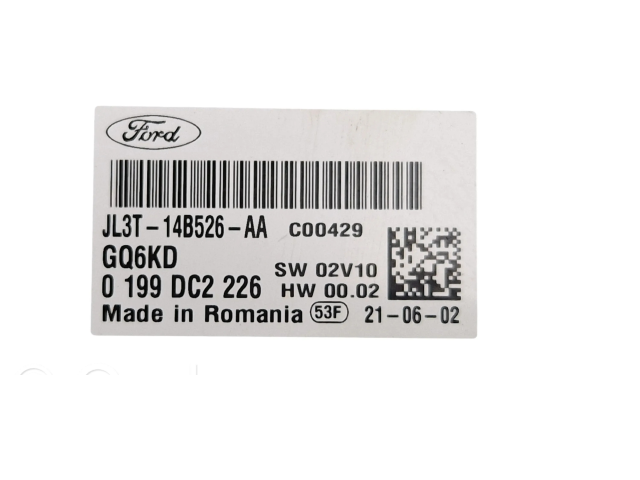 Ford
JL3T-14B526-AA C00429
GQ6KD
SW 02V10
0 199 DC2 226 HW 00.02
Made in Romania 53F 21-06-02